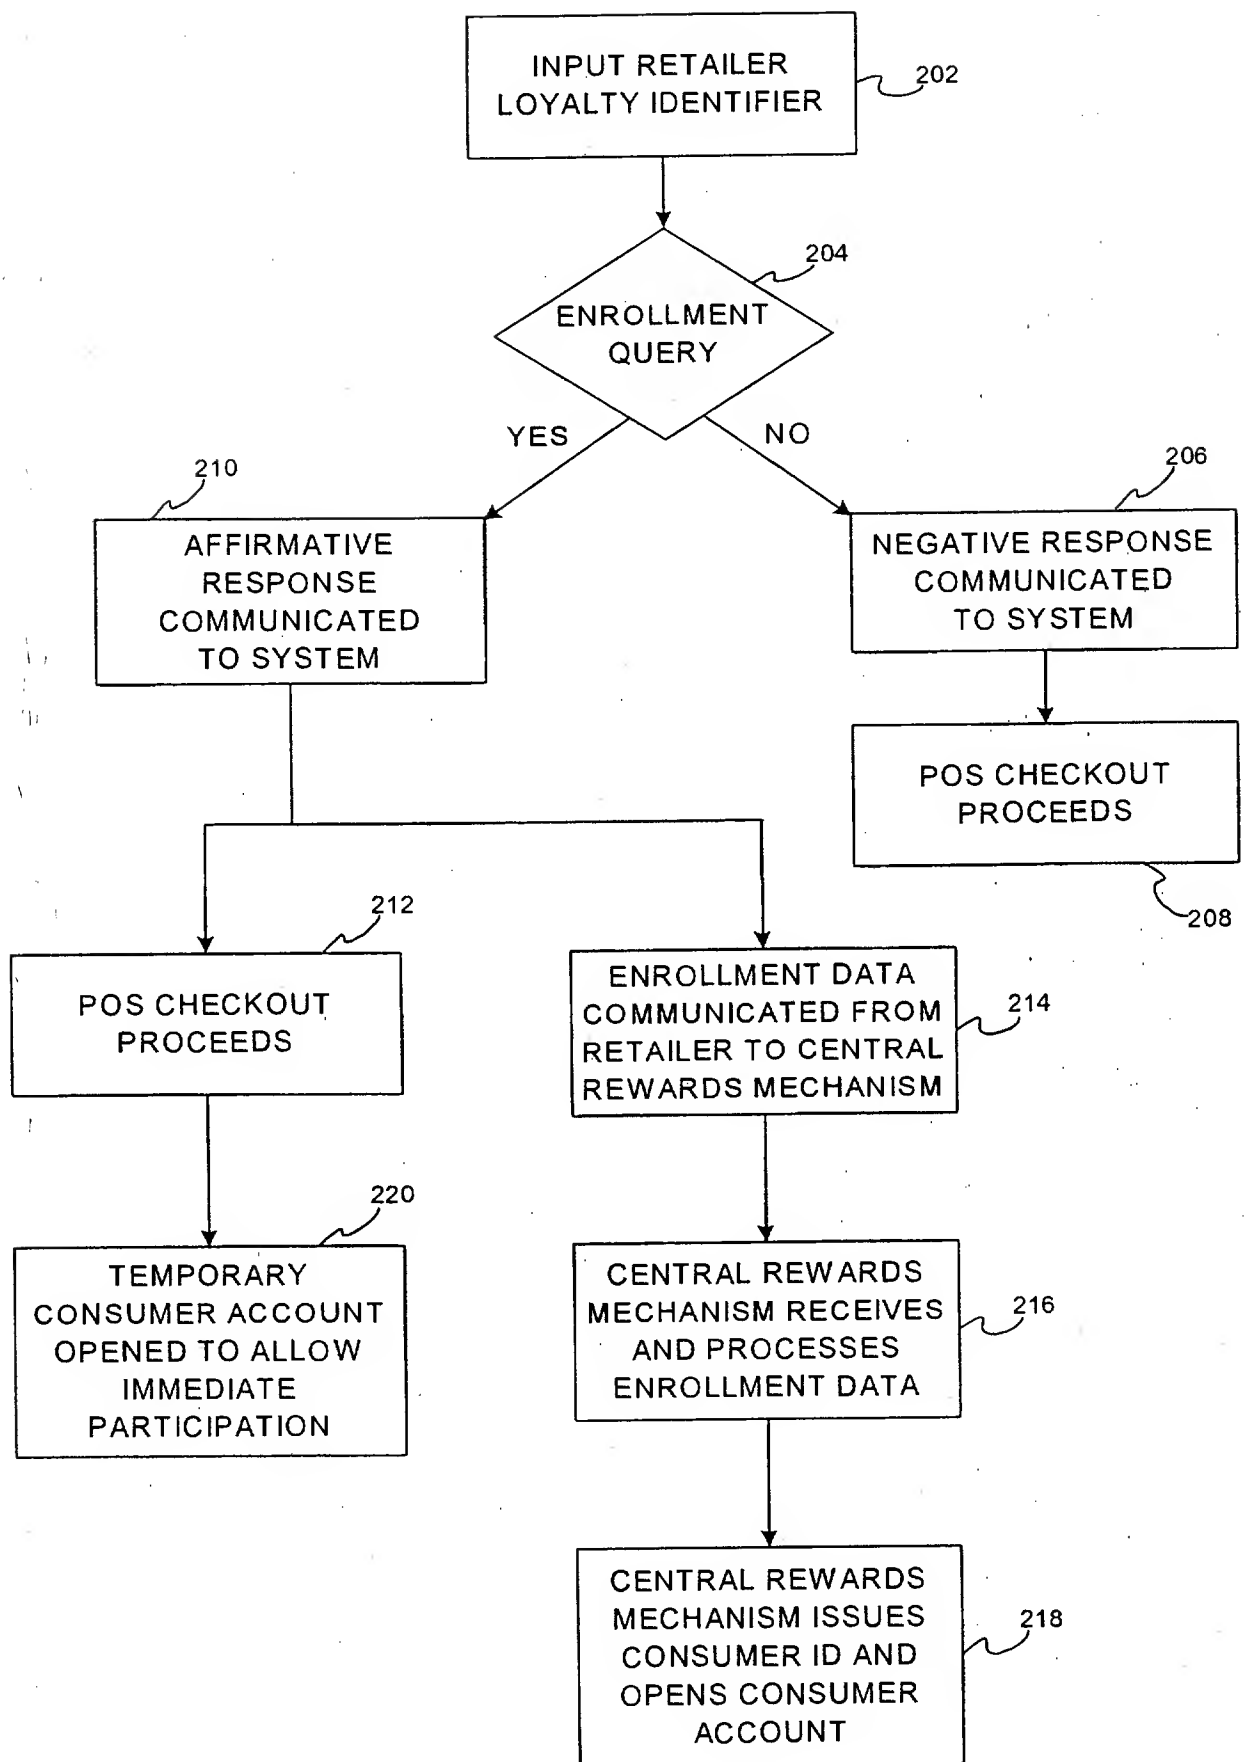 INPUT RETAILER
LOYALTY IDENTIFIER
202
204
ENROLLMENT
QUERY
YES
NO
210
206
AFFIRMATIVE
RESPONSE
COMMUNICATED
TO SYSTEM
NEGATIVE RESPONSE
COMMUNICATED
TO SYSTEM
POS CHECKOUT
PROCEEDS
208
212
POS CHECKOUT
PROCEEDS
ENROLLMENT DATA
COMMUNICATED FROM
RETAILER TO CENTRAL
REWARDS MECHANISM
214
220
TEMPORARY
CONSUMER ACCOUNT
OPENED TO ALLOW
IMMEDIATE
PARTICIPATION
CENTRAL REWARDS
MECHANISM RECEIVES
AND PROCESSES
ENROLLMENT DATA
216
CENTRAL REWARDS
MECHANISM ISSUES
CONSUMER ID AND
OPENS CONSUMER
ACCOUNT
218